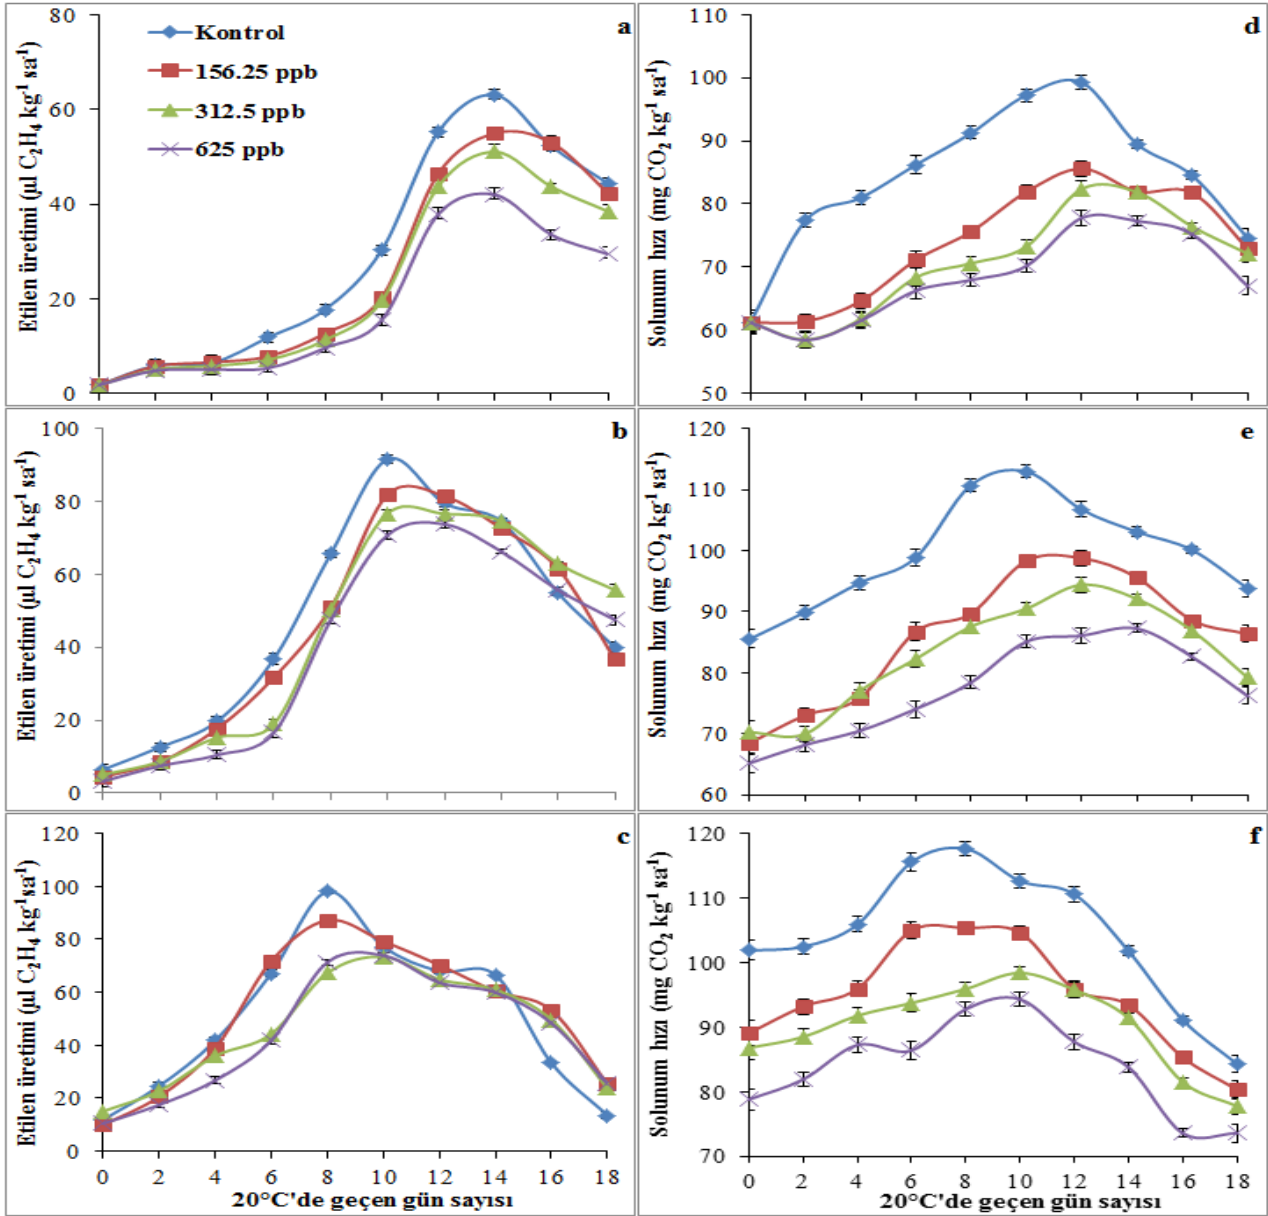 a
Etilen üretimi (µl C₂H₄ kg⁻¹ sa⁻¹)
80
60
40
20
0
Kontrol
156.25 ppb
312.5 ppb
625 ppb
d
Solunum hızı (mg CO₂ kg⁻¹ sa⁻¹)
110
100
90
80
70
60
50
b
Etilen üretimi (µl C₂H₄ kg⁻¹ sa⁻¹)
100
80
60
40
20
0
e
Solunum hızı (mg CO₂ kg⁻¹ sa⁻¹)
120
110
100
90
80
70
60
c
Etilen üretimi (µl C₂H₄ kg⁻¹sa⁻¹)
120
100
80
60
40
20
0
0 2 4 6 8 10 12 14 16 18
20°C'de geçen gün sayısı
f
Solunum hızı (mg CO₂ kg⁻¹ sa⁻¹)
120
110
100
90
80
70
0 2 4 6 8 10 12 14 16 18
20°C'de geçen gün sayısı